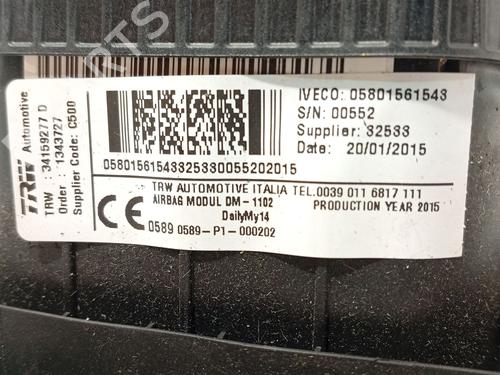 TRW Automotive
TRW : 34159277 D
Order : 1343727
Supplier Code: C500
IVECO: 05801561543
S/N: 00552
Supplier: 32533
Date: 20/01/2015
05801561543325330055202015
TRW AUTOMOTIVE ITALIA TEL.0039 011 6817 111
AIRBAG MODUL DM-1102
PRODUCTION YEAR 2015
DailyMy14
CE 0589 0589-P1-000202